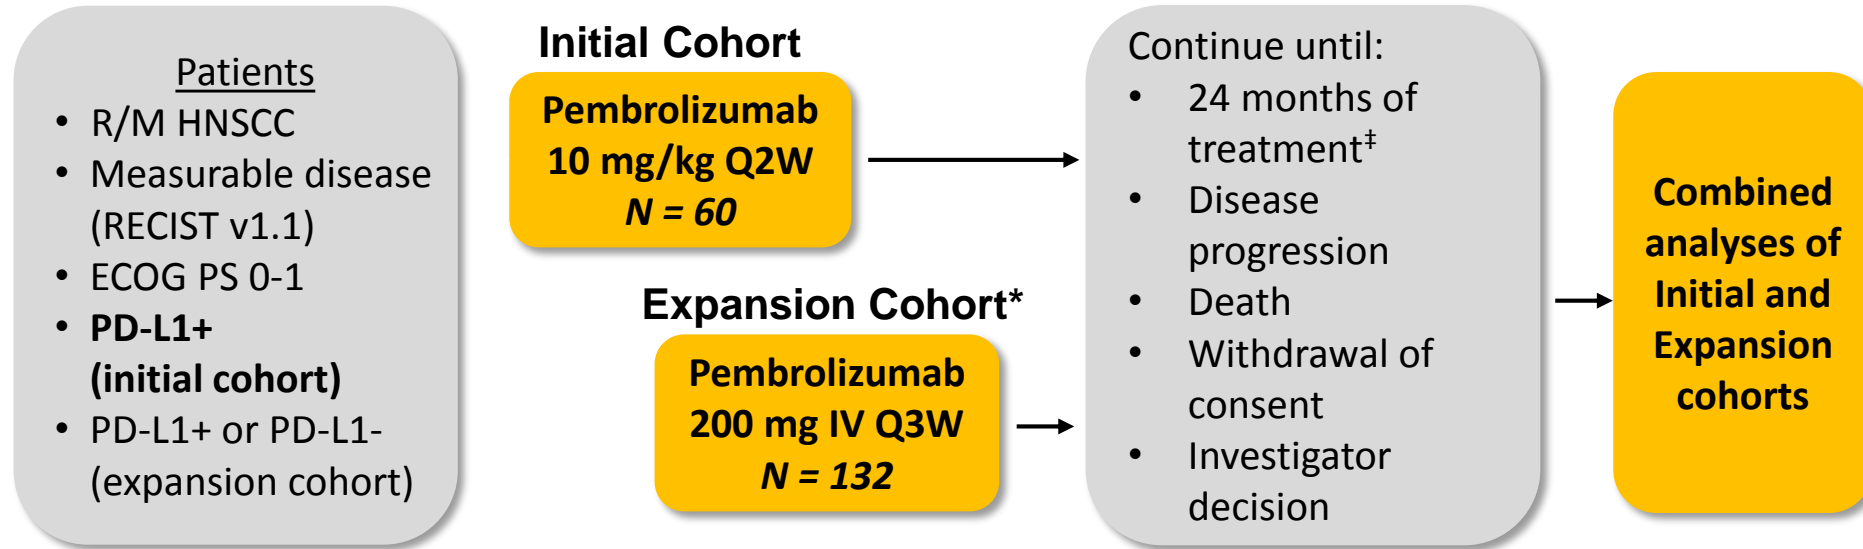 Patients
• R/M HNSCC
• Measurable disease
(RECIST v1.1)
• ECOG PS 0-1
• PD-L1+
(initial cohort)
• PD-L1+ or PD-L1-
(expansion cohort)
Initial Cohort
Pembrolizumab
10 mg/kg Q2W
N = 60
Expansion Cohort*
Pembrolizumab
200 mg IV Q3W
N = 132
Continue until:
• 24 months of
treatment‡
• Disease
progression
• Death
• Withdrawal of
consent
• Investigator
decision
Combined
analyses of
Initial and
Expansion
cohorts